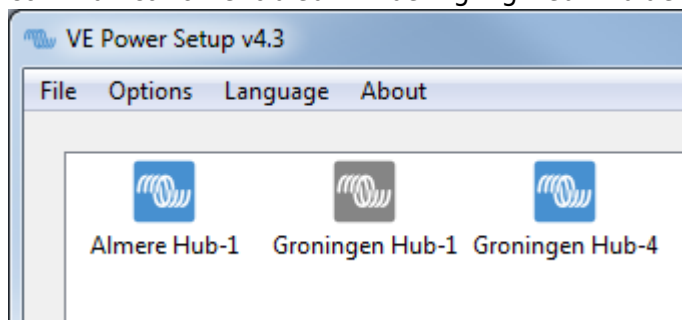 VE Power Setup v4.3
File Options Language About
Almere Hub-1 Groningen Hub-1 Groningen Hub-4